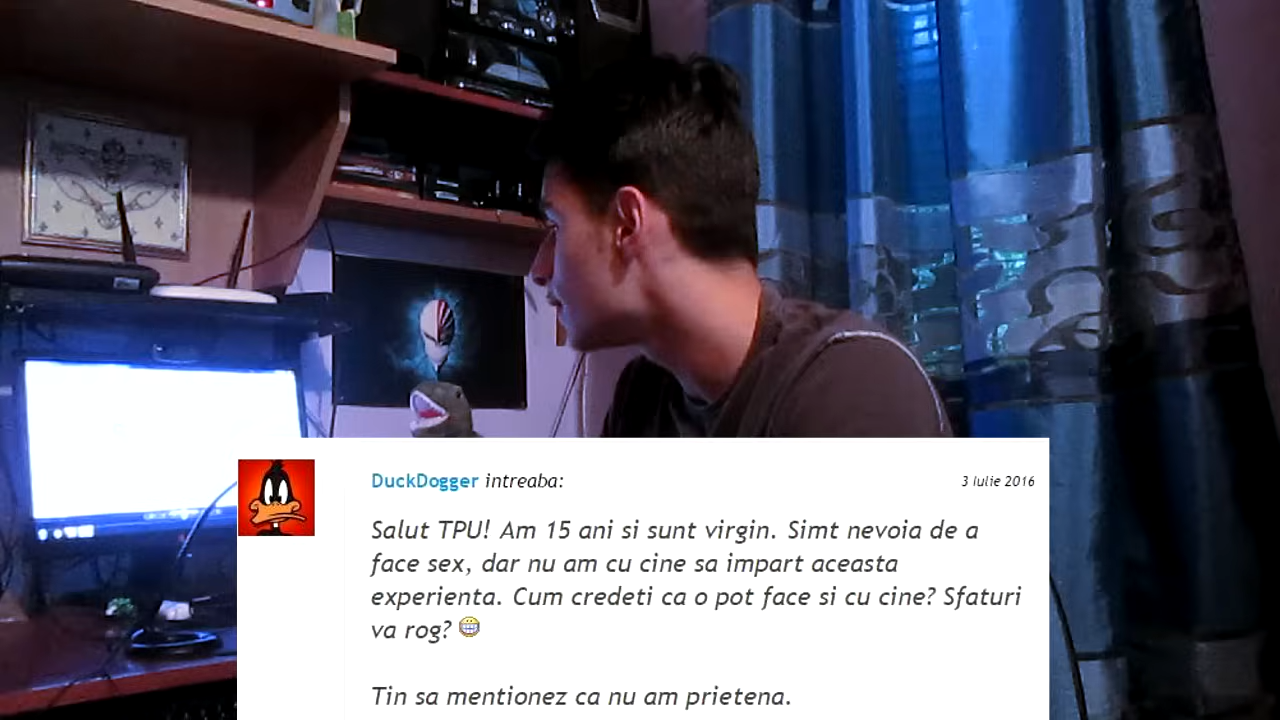 DuckDogger intreaba:
3 Iulie 2016
Salut TPU! Am 15 ani si sunt virgin. Simt nevoia de a
face sex, dar nu am cu cine sa impart aceasta
experienta. Cum credeti ca o pot face si cu cine? Sfaturi
va rog?
Tin sa mentionez ca nu am prietena.